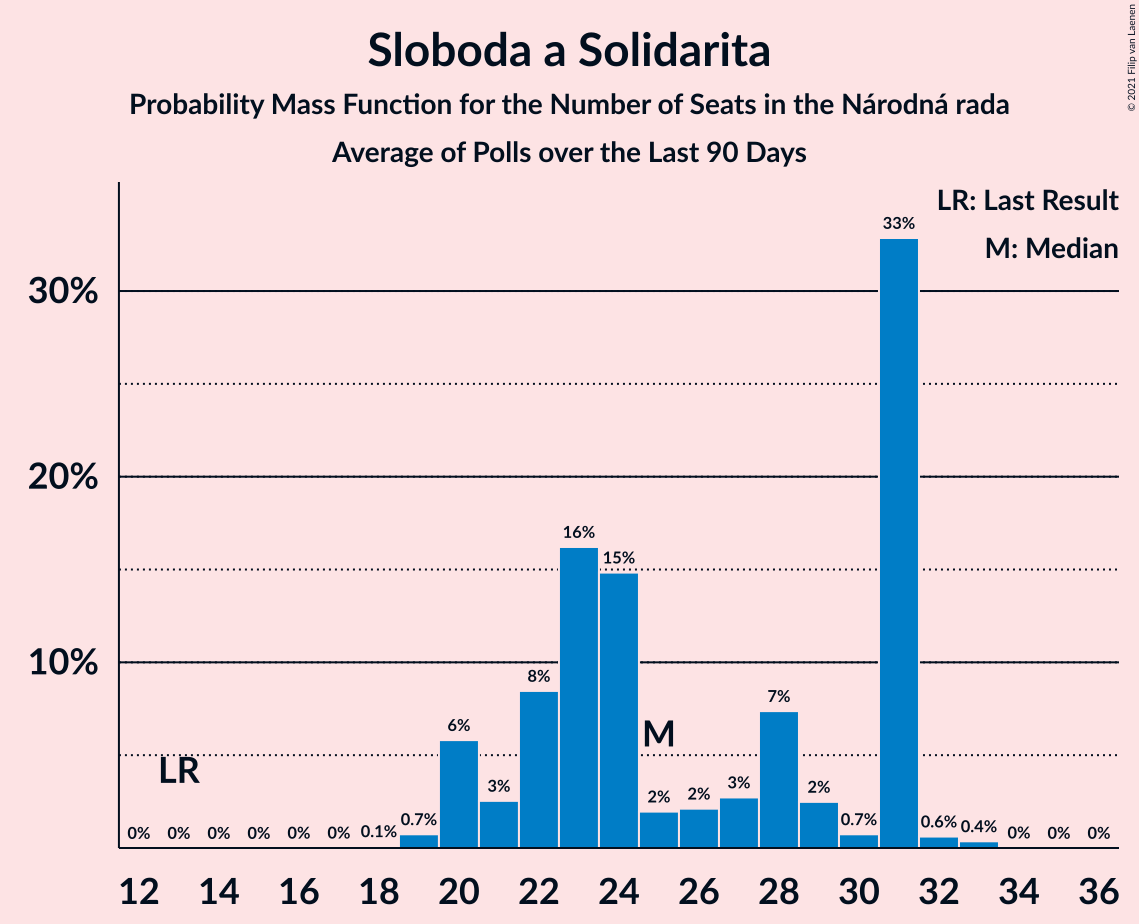 Sloboda a Solidarita
Probability Mass Function for the Number of Seats in the Národná rada
Average of Polls over the Last 90 Days
© 2021 Filip van Laenen
LR: Last Result
M: Median
30%
20%
10%
0% 0% 0% 0% 0% 0% 0.1% 0.7% 6% 3% 8% 16% 15% 2% 2% 3% 7% 2% 0.7% 33% 0.6% 0.4% 0% 0% 0%
LR
M
12 14 16 18 20 22 24 26 28 30 32 34 36